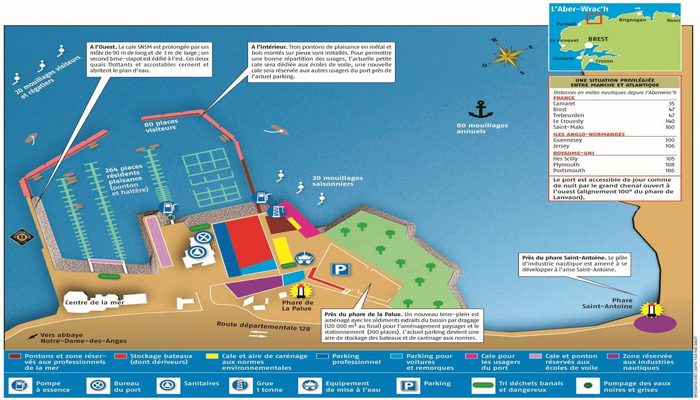 L'Aber-Wrac'h
Portsall
Brignogan
Rosco
Le Conquet
BREST
Camaret
Crozon
UNE SITUATION PRIVILÉGIÉE
ENTRE MANCHE ET ATLANTIQUE
Distances en milles nautiques depuis l'Aberwrac'h
FRANCE
Camaret 35
Brest 47
Trebeurden 47
Le Crouesty 140
Saint-Malo 160
ILES ANGLO-NORMANDES
Guernesey 100
Jersey 106
ROYAUME-UNI
Iles Scilly 105
Plymouth 108
Portsmouth 186
Le port est accessible de jour comme
de nuit par le grand chenal ouvert à
l'ouest (alignement 100° du phare de
Lanvaon).
A l'Ouest. La cale SNSM est prolongée par un
môle de 90 m de long et de 3 m de large ; un
second brise-clapot est édifié à l'est. Ces deux
quais flottants et accostables cernent et
abritent le plan d'eau.
A l'intérieur. Trois pontons de plaisance en métal et
bois montés sur pieux sont installés. Pour permettre
une bonne répartition des usagers, l'actuelle petite
cale sera dédiée aux écoles de voile, une nouvelle
cale sera réservée aux autres usagers du port près de
l'actuel parking.
20 mouillages visiteurs
et réguliers
80 places
visiteurs
264 places
résidents
plaisance
(ponton
et haltère)
80 mouillages
annuels
20 mouillages
saisonniers
Près du phare Saint-Antoine. Le pôle
d'industrie nautique est amené à se
développer à l'anse Saint-Antoine.
Phare
Saint-Antoine
Centre de la mer
Phare de
La Palue
P
Près du phare de la Palue. Un nouveau terre-plein est
aménagé avec les sédiments extraits du bassin par dragage
(120 000 m³ au final) pour l'aménagement paysager et le
stationnement (200 places). L'actuel parking devient une
aire de stockage des bateaux et de carénage aux normes.
Route départementale 128
Vers abbaye
Notre-Dame-des-Anges
Pontons et zone réser-
vés aux professionnels
de la mer
Stockage bateaux
(dont dériveurs)
Cale et aire de carénage
aux normes
environnementales
Parking
professionnel
Parking pour
voitures
et remorques
Cale pour
les usagers
du port
Cale et ponton
réservés aux
écoles de voile
Zone réservée
aux industries
nautiques
Pompe
à essence
Bureau
du port
Sanitaires
Grue
1 tonne
Equipement
de mise à l'eau
P
Parking
Tri déchets banals
et dangereux
Pompage des eaux
noires et grises